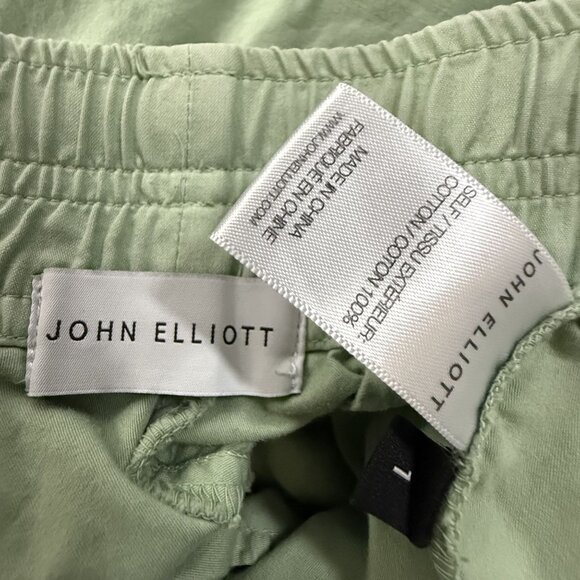 JOHN ELLIOTT
JOHN ELLIOTT
SELF / TISSU EXTÉRIEUR:
COTTON / COTON 100%
MADE IN CHINA
FABRIQUÉ EN CHINE
WWW.JOHNELLIOTT.COM